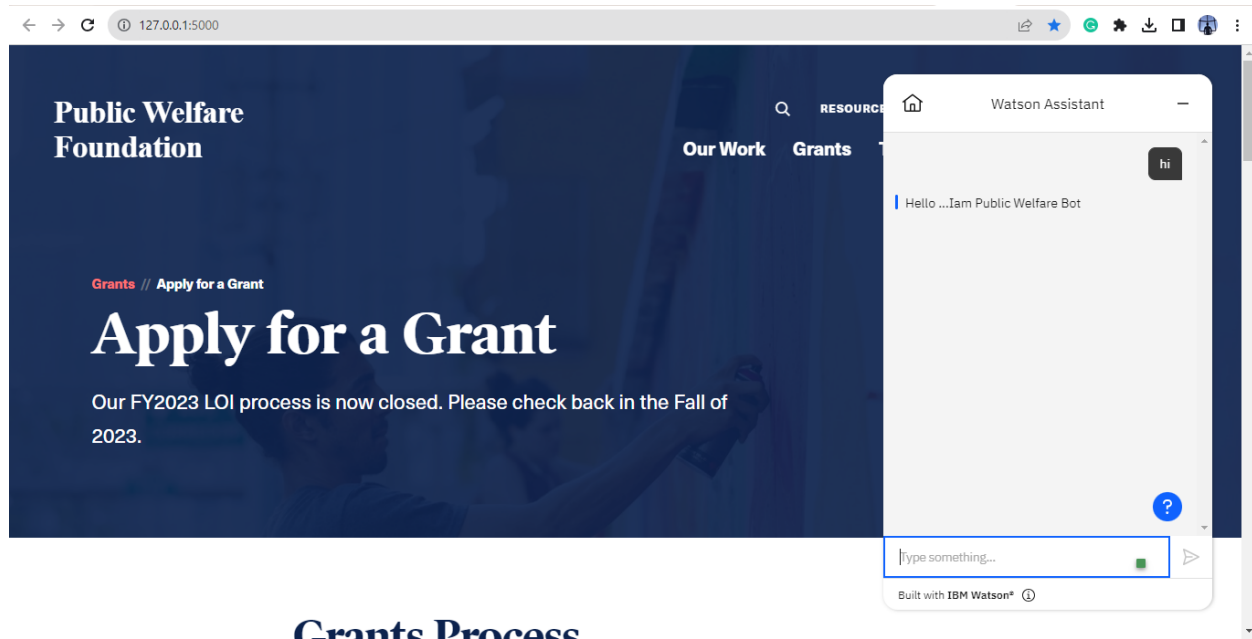 127.0.0.1:5000
Public Welfare
Foundation
RESOURCE
Our Work Grants
Grants // Apply for a Grant
Apply for a Grant
Our FY2023 LOI process is now closed. Please check back in the Fall of
2023.
Grants Process
Watson Assistant
hi
Hello ...Iam Public Welfare Bot
?
Type something...
Built with IBM Watson®